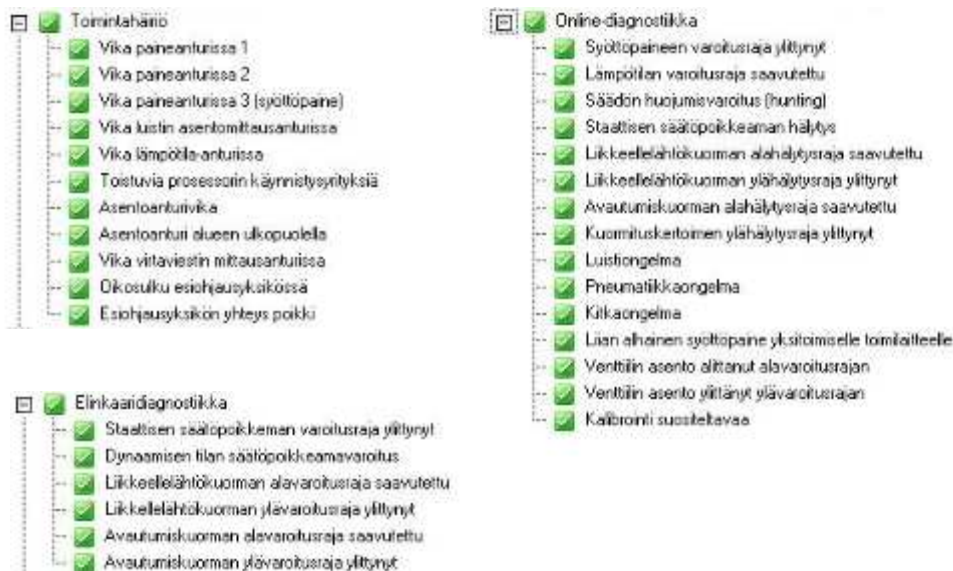 Toimintahäiriö
Vika paineanturissa 1
Vika paineanturissa 2
Vika paineanturissa 3 (syöttöpaine)
Vika luistin asentomittausanturissa
Vika lämpötila-anturissa
Toistuvia prosessorin käynnistysyrityksiä
Asentoanturivika
Asentoanturi alueen ulkopuolella
Vika virtaviestin mittausanturissa
Oikosulku esiohjausyksikössä
Esiohjausyksikön yhteys poikki
Elinkaaridiagnostiikka
Staattisen säätöpoikkeman varoitusraja ylittynyt
Dynaamisen tilan säätöpoikkeamavaroitus
Liikkeellelähtökuorman alavaroitusraja saavutettu
Liikkellelähtökuorman ylävaroitusraja ylittynyt
Avautumiskuorman alavaroitusraja saavutettu
Avautumiskuorman ylävaroitusraja ylittynyt
Online-diagnostiikka
Syöttöpaineen varoitusraja ylittynyt
Lämpötilan varoitusraja saavutettu
Säädön huojumisvaroitus (hunting)
Staattisen säätöpoikkeaman hälytys
Liikkeellelähtökuorman alahälytysraja saavutettu
Liikkeellelähtökuorman ylähälytysraja ylittynyt
Avautumiskuorman alahälytysraja saavutettu
Kuormituskertoimen ylähälytysraja ylittynyt
Luistiongelma
Pneumatiikkaongelma
Kitkaongelma
Liian alhainen syöttöpaine yksitoimiselle toimilaitteelle
Venttiilin asento alittanut alavaroitusrajan
Venttiilin asento ylittänyt ylävaroitusrajan
Kalibrointi suositeltavaa